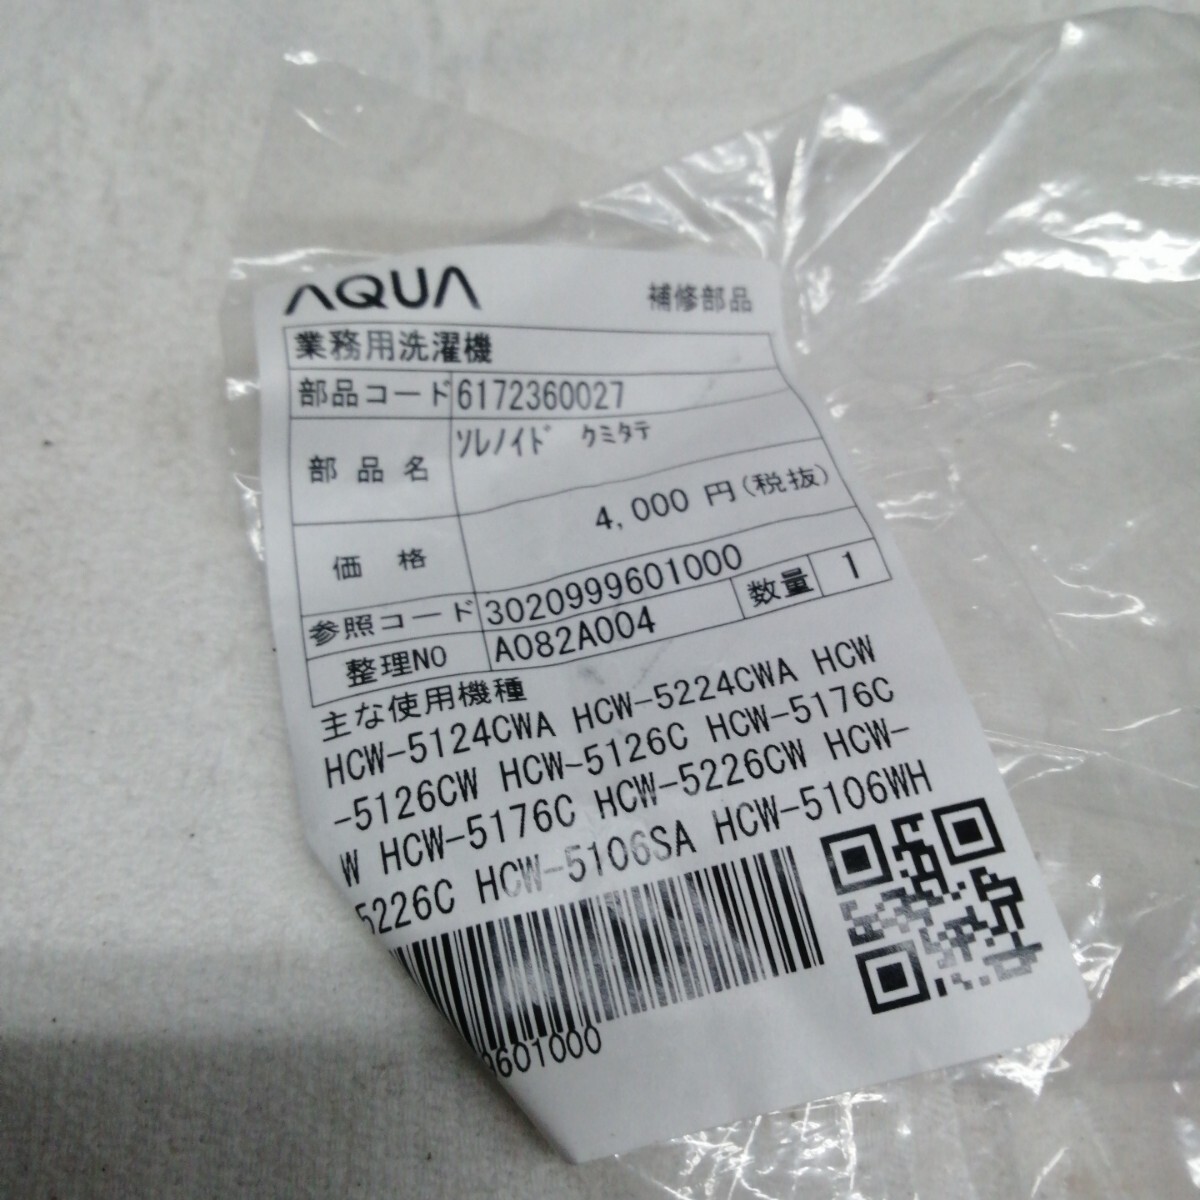 AQUA 補修部品
業務用洗濯機
部品コード 6172360027
部品名 ソレノイド クミタテ
価格 4,000 円(税抜)
参照コード 3020999601000
整理NO A082A004 数量 1
主な使用機種
HCW-5124CWA HCW-5224CWA HCW
-5126CW HCW-5126C HCW-5176C
W HCW-5176C HCW-5226CW HCW-
5226C HCW-5106SA HCW-5106WH
9601000